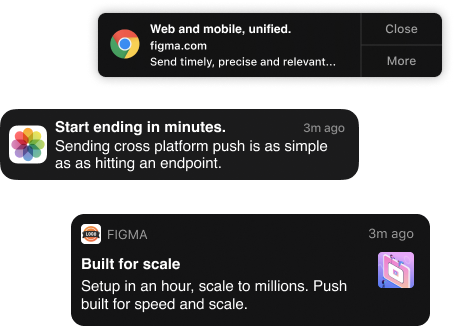 Web and mobile, unified.
Close
figma.com
Send timely, precise and relevant...
More
Start ending in minutes.
3m ago
Sending cross platform push is as simple
as as hitting an endpoint.
LOGO
FIGMA
3m ago
Built for scale
Setup in an hour, scale to millions. Push
built for speed and scale.